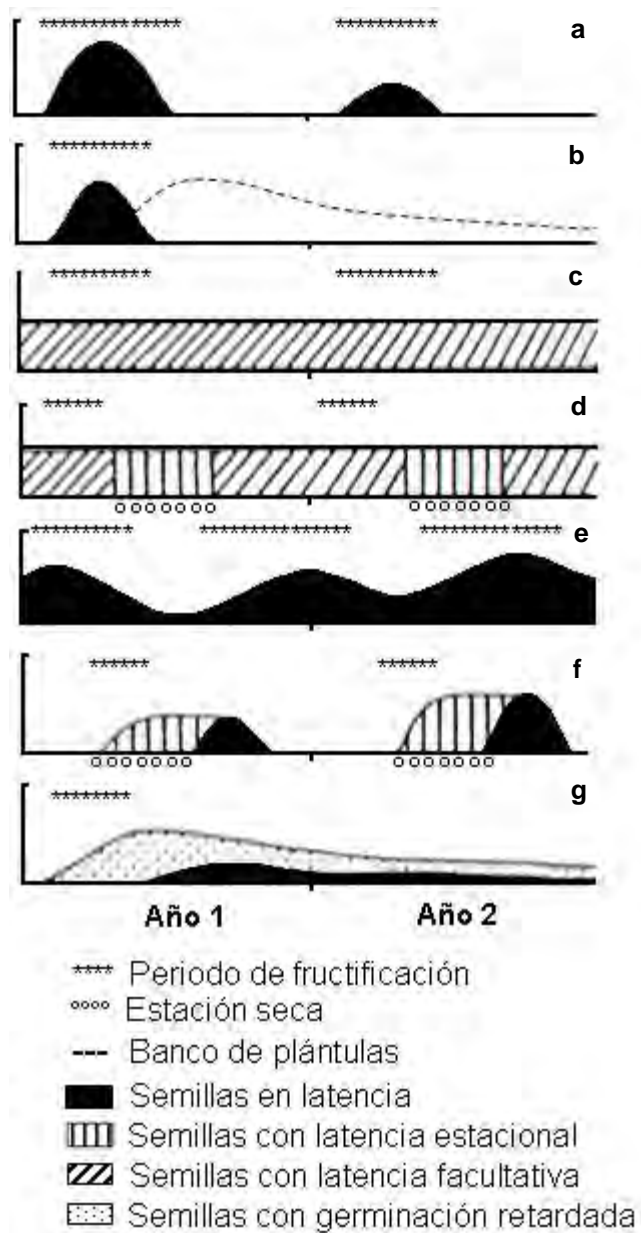 a
b
c
d
e
f
g
Año 1 Año 2
**** Periodo de fructificación
°°°° Estación seca
--- Banco de plántulas
Semillas en latencia
Semillas con latencia estacional
Semillas con latencia facultativa
Semillas con germinación retardada